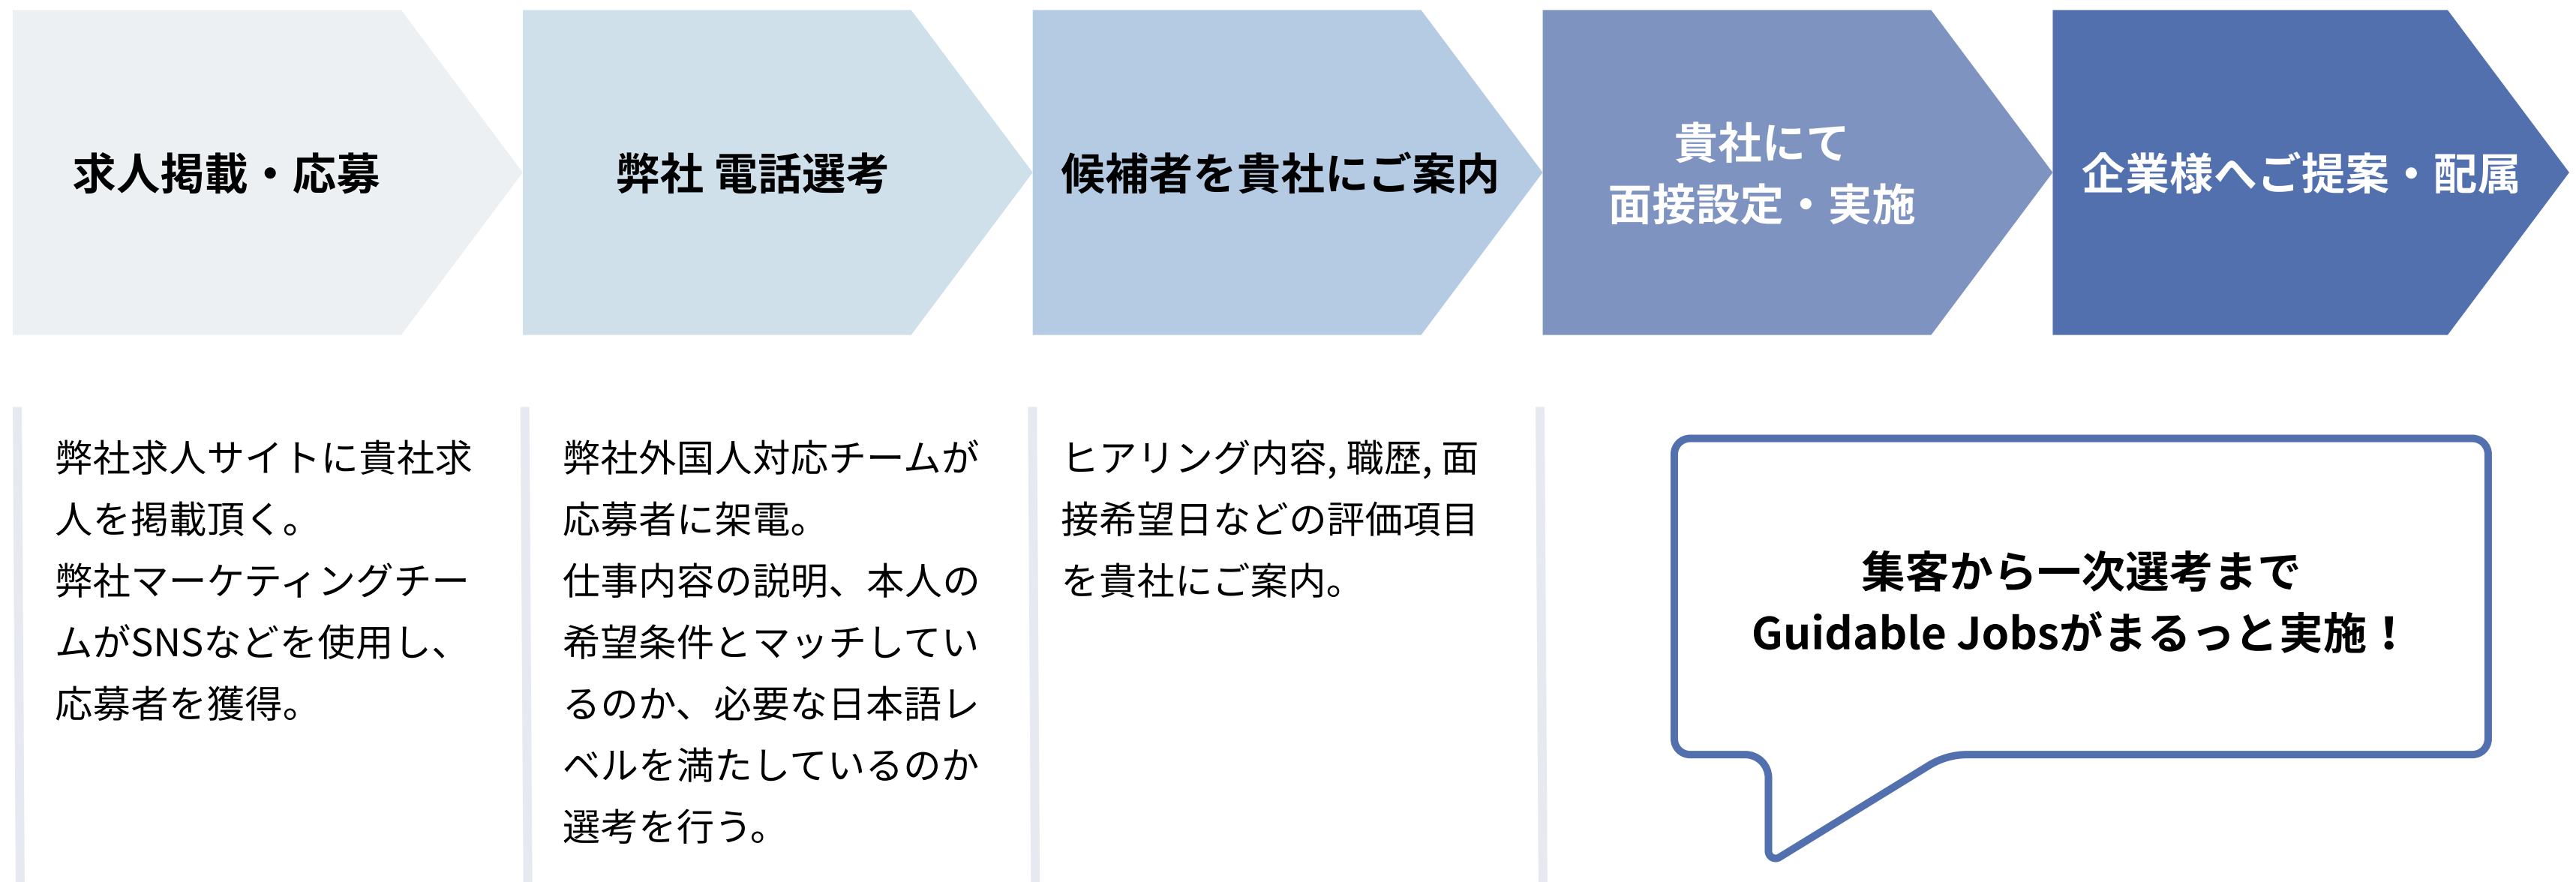 求人掲載・応募
弊社 電話選考
候補者を貴社にご案内
貴社にて
面接設定・実施
企業様へご提案・配属
弊社求人サイトに貴社求
人を掲載頂く。
弊社マーケティングチー
ムがSNSなどを使用し、
応募者を獲得。
弊社外国人対応チームが
応募者に架電。
仕事内容の説明、本人の
希望条件とマッチしてい
るのか、必要な日本語レ
ベルを満たしているのか
選考を行う。
ヒアリング内容, 職歴, 面
接希望日などの評価項目
を貴社にご案内。
集客から一次選考まで
Guidable Jobsがまるっと実施！